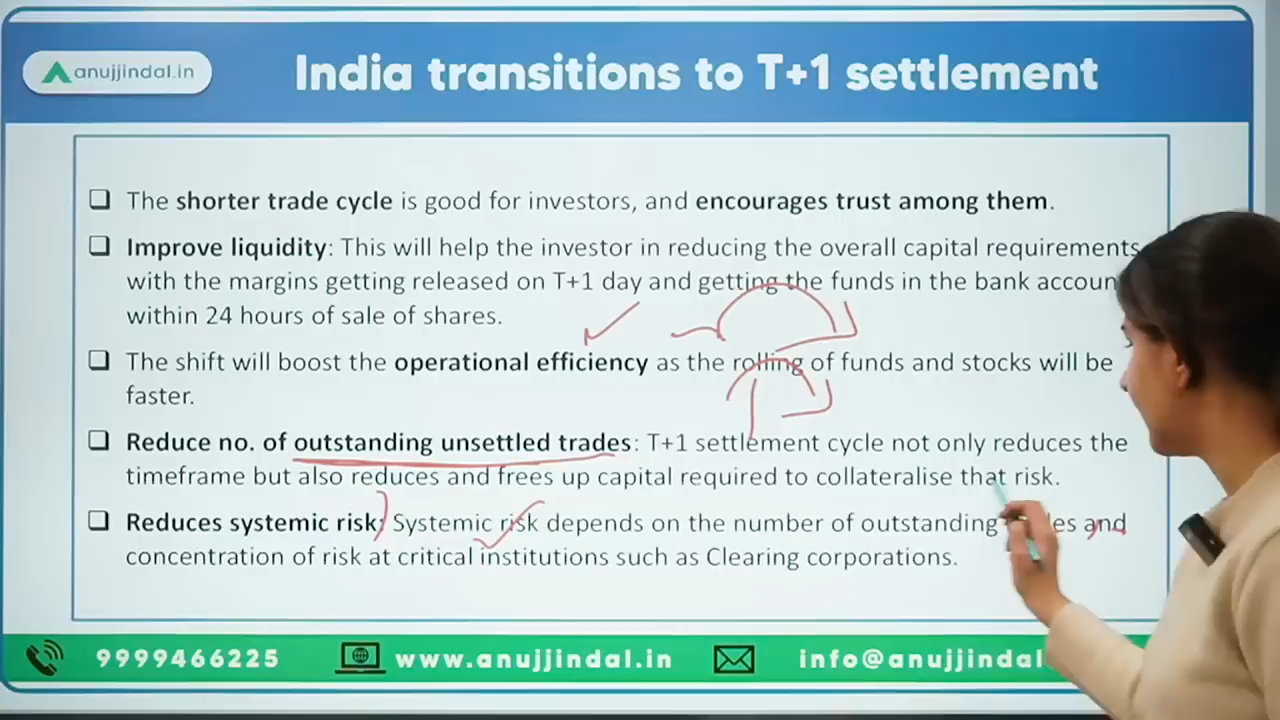 anujjindal.in
India transitions to T+1 settlement
The shorter trade cycle is good for investors, and encourages trust among them.
Improve liquidity: This will help the investor in reducing the overall capital requirements
with the margins getting released on T+1 day and getting the funds in the bank
within 24 hours of sale of shares.
The shift will boost the operational efficiency as the rolling of funds and stocks will be
faster.
Reduce no. of outstanding unsettled trades: T+1 settlement cycle not only reduces the
timeframe but also reduces and frees up capital required to collateralise that risk.
Reduces systemic risk: Systemic risk depends on the number of outstanding and
concentration of risk at critical institutions such as Clearing corporations.
9999466225 www.anujjindal.in info@anujjindal